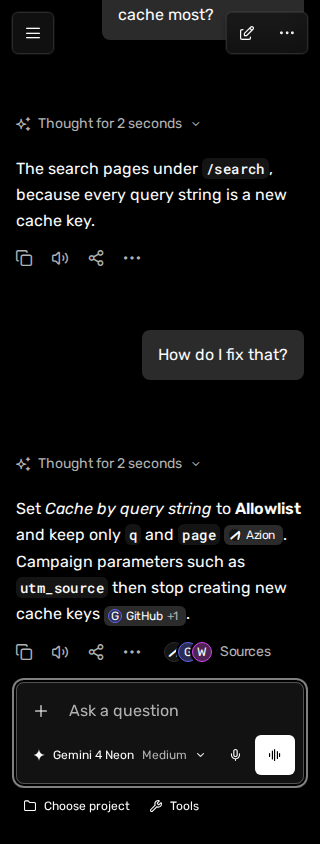 cache most?
Thought for 2 seconds
The search pages under /search,
because every query string is a new
cache key.
How do I fix that?
Thought for 2 seconds
Set Cache by query string to Allowlist
and keep only q and page Azion.
Campaign parameters such as
utm_source then stop creating new
cache keys G GitHub +1.
G W Sources
Ask a question
Gemini 4 Neon Medium
Choose project Tools